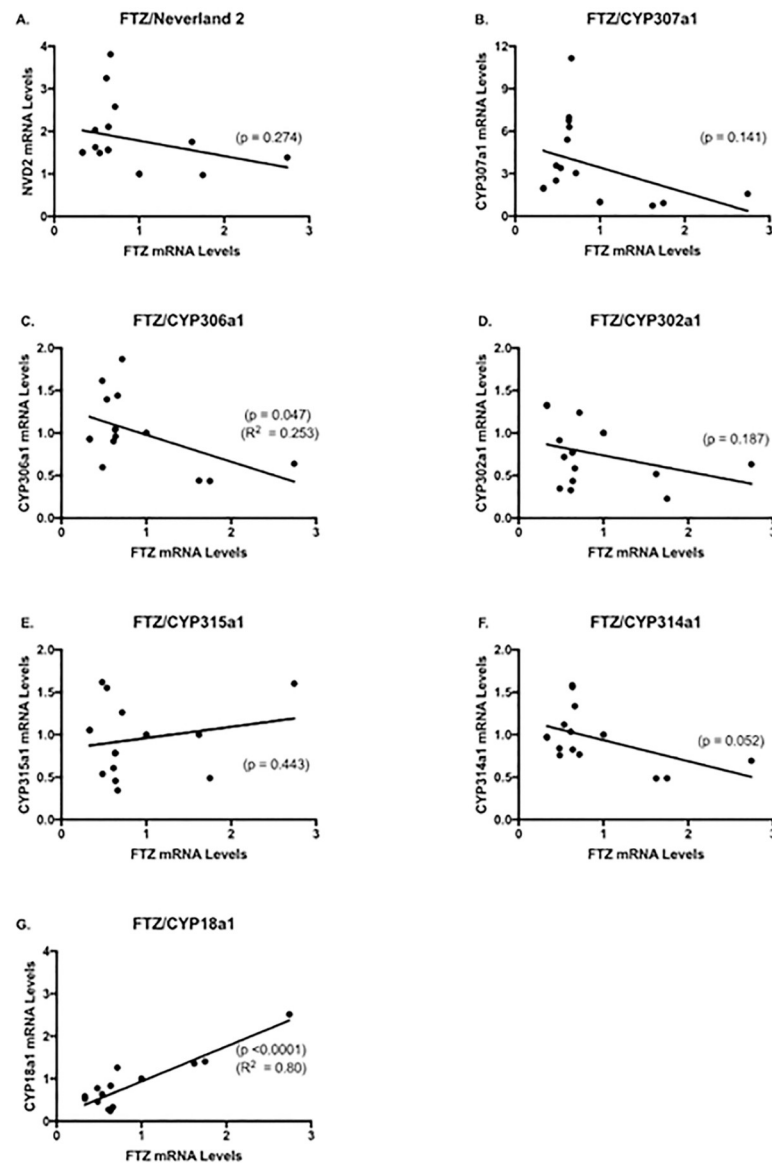 A. FTZ/Neverland 2
NVD2 mRNA Levels
4
3
2
1
0
(p = 0.274)
0 1 2 3
FTZ mRNA Levels
B. FTZ/CYP307a1
CYP307a1 mRNA Levels
12
9
6
3
0
(p = 0.141)
0 1 2 3
FTZ mRNA Levels
C. FTZ/CYP306a1
CYP306a1 mRNA Levels
2.0
1.5
1.0
0.5
0.0
(p = 0.047)
(R² = 0.253)
0 1 2 3
FTZ mRNA Levels
D. FTZ/CYP302a1
CYP302a1 mRNA Levels
2.0
1.5
1.0
0.5
0.0
(p = 0.187)
0 1 2 3
FTZ mRNA Levels
E. FTZ/CYP315a1
CYP315a1 mRNA Levels
2.0
1.5
1.0
0.5
0.0
(p = 0.443)
0 1 2 3
FTZ mRNA Levels
F. FTZ/CYP314a1
CYP314a1 mRNA Levels
2.0
1.5
1.0
0.5
0.0
(p = 0.052)
0 1 2 3
FTZ mRNA Levels
G. FTZ/CYP18a1
CYP18a1 mRNA Levels
4
3
2
1
0
(p <0.0001)
(R² = 0.80)
0 1 2 3
FTZ mRNA Levels